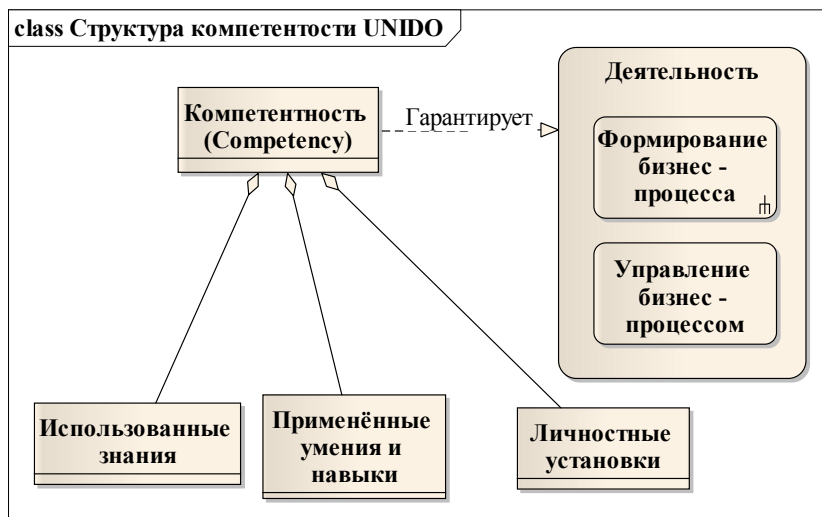 class Структура компетентости UNIDO
Деятельность
Компетентность
(Competency)
Гарантирует
Формирование
бизнес -
процесса
Управление
бизнес -
процессом
Использованные
знания
Применённые
умения и
навыки
Личностные
установки